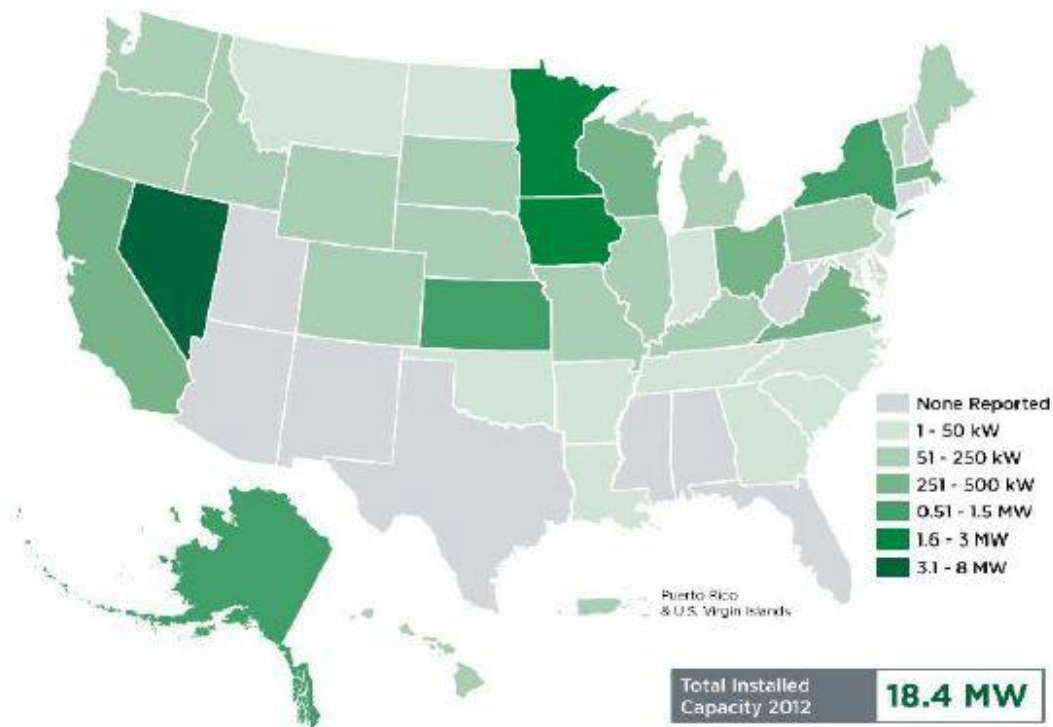 None Reported
1 - 50 kW
51 - 250 kW
251 - 500 kW
0.51 - 1.5 MW
1.6 - 3 MW
3.1 - 8 MW
Puerto Rico
& U.S. Virgin Islands
Total Installed
Capacity 2012
18.4 MW